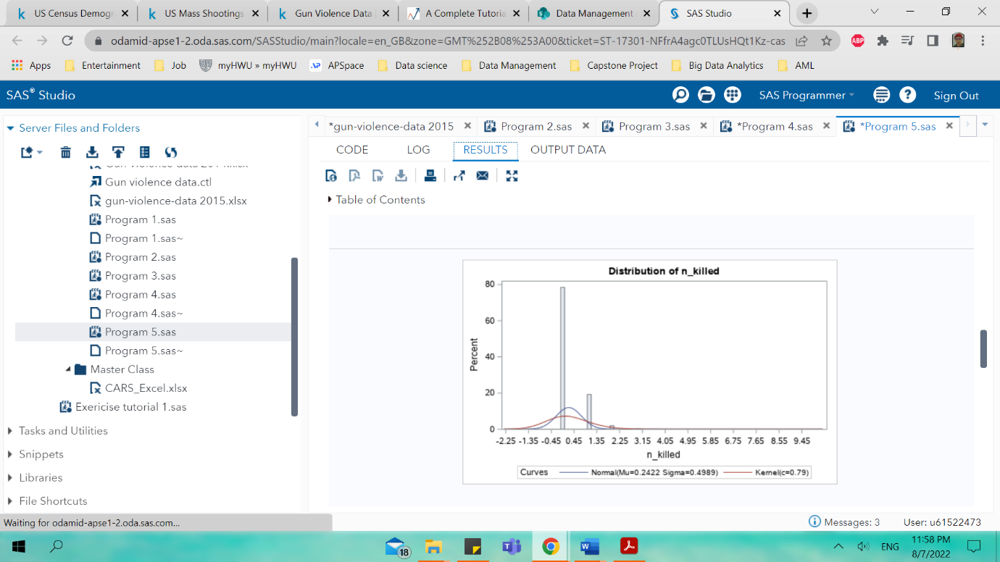 US Census Demogr
US Mass Shootings
Gun Violence Data
A Complete Tutoria
Data Management
SAS Studio
odamid-apse1-2.oda.sas.com/SASStudio/main?locale=en_GB&zone=GMT%252B08%253A00&ticket=ST-17301-NFfrA4agc0TLUsHQt1Kz-cas
ABP
Apps
Entertainment
Job
myHWU » myHWU
AP
APSpace
Data science
Data Management
Capstone Project
Big Data Analytics
AML
SAS® Studio
SAS Programmer
Sign Out
Server Files and Folders
Gun violence data.ctl
gun-violence-data 2015.xlsx
Program 1.sas
Program 1.sas~
Program 2.sas
Program 3.sas
Program 4.sas
Program 4.sas~
Program 5.sas
Program 5.sas~
Master Class
CARS_Excel.xlsx
Exericise tutorial 1.sas
Tasks and Utilities
Snippets
Libraries
File Shortcuts
Waiting for odamid-apse1-2.oda.sas.com...
*gun-violence-data 2015
Program 2.sas
Program 3.sas
*Program 4.sas
*Program 5.sas
CODE
LOG
RESULTS
OUTPUT DATA
Table of Contents
Distribution of n_killed
Percent
80
60
40
20
0
-2.25 -1.35 -0.45 0.45 1.35 2.25 3.15 4.05 4.95 5.85 6.75 7.65 8.55 9.45
n_killed
Curves
Normal(Mu=0.2422 Sigma=0.4989)
Kernel(c=0.79)
Messages: 3
User: u61522473
18
ENG
11:58 PM
8/7/2022